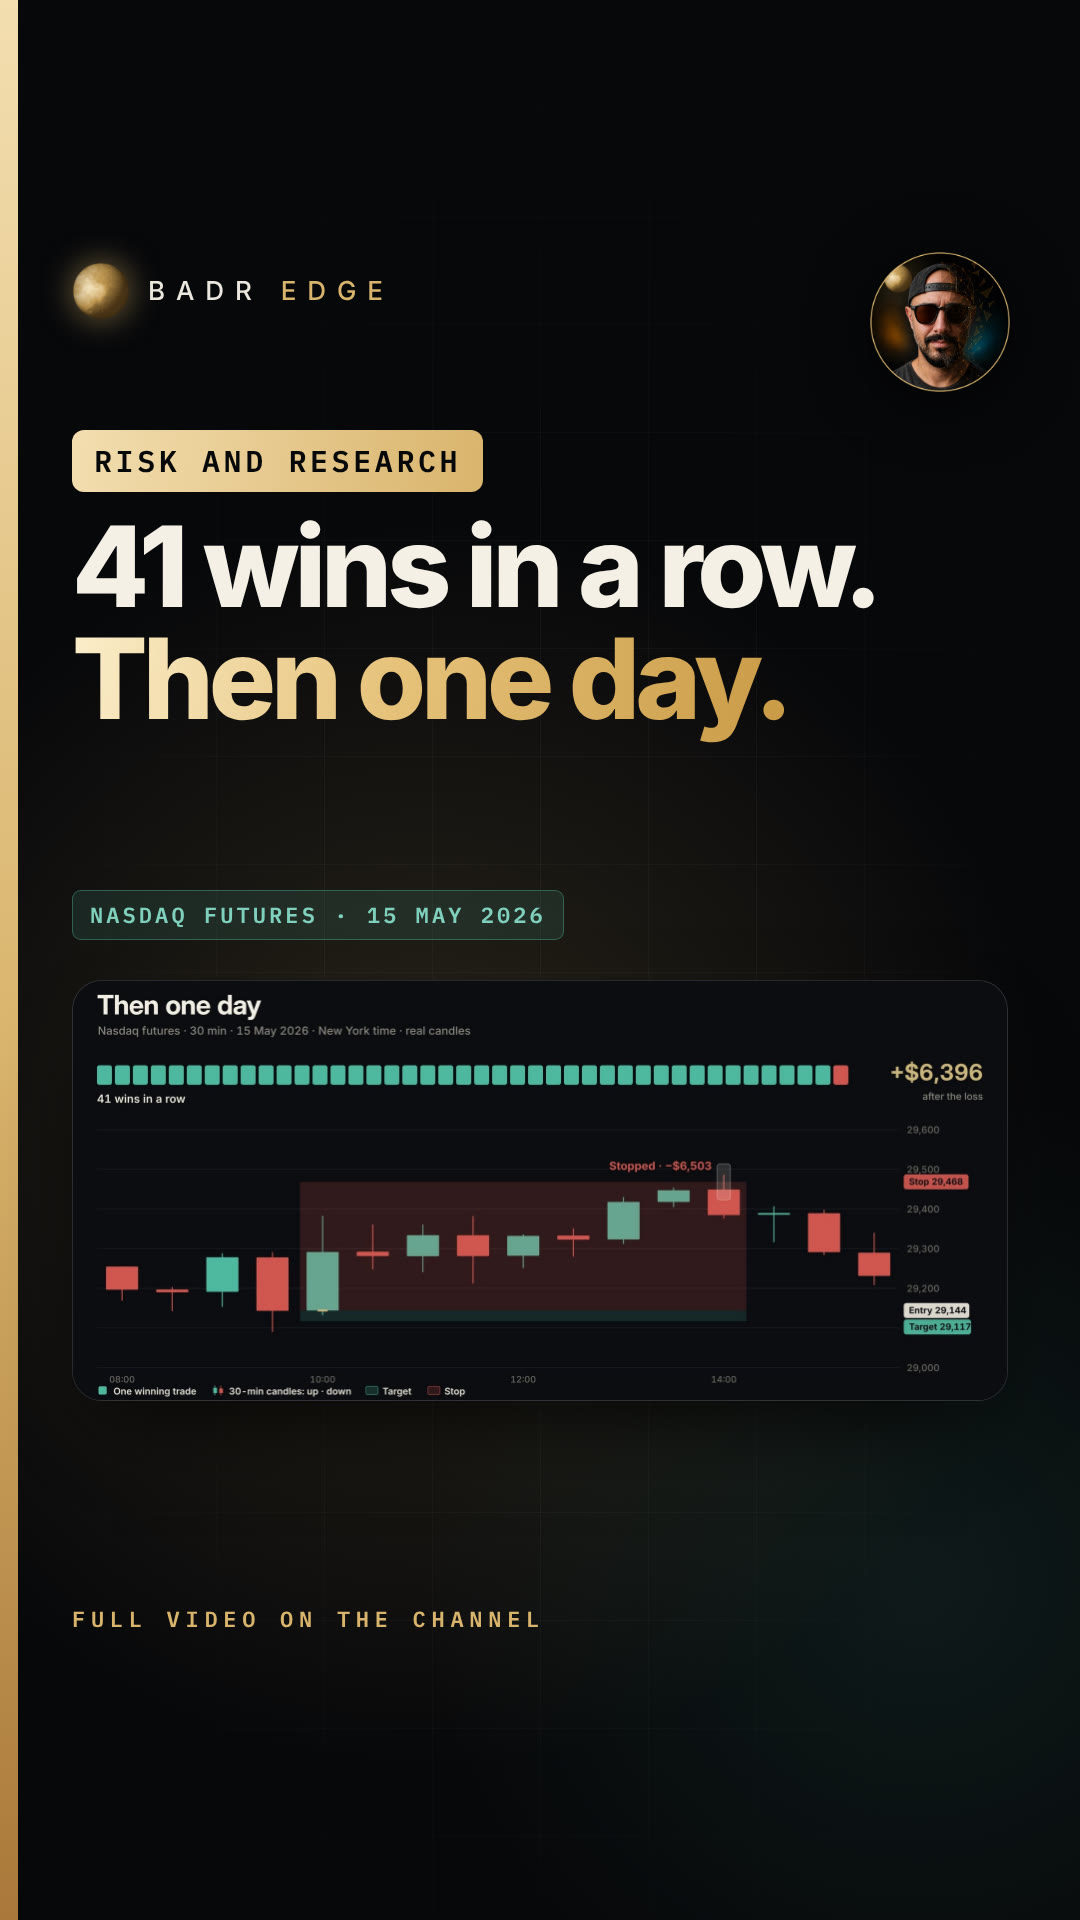 BADR EDGE
RISK AND RESEARCH
41 wins in a row.
Then one day.
NASDAQ FUTURES · 15 MAY 2026
Then one day
Nasdaq futures · 30 min · 15 May 2026 · New York time · real candles
+$6,396
41 wins in a row
after the loss
29,600
Stopped · −$6,503
29,500
Stop 29,468
29,400
29,300
29,200
Entry 29,144
Target 29,117
29,000
08:00 10:00 12:00 14:00
One winning trade 30-min candles: up · down Target Stop
FULL VIDEO ON THE CHANNEL